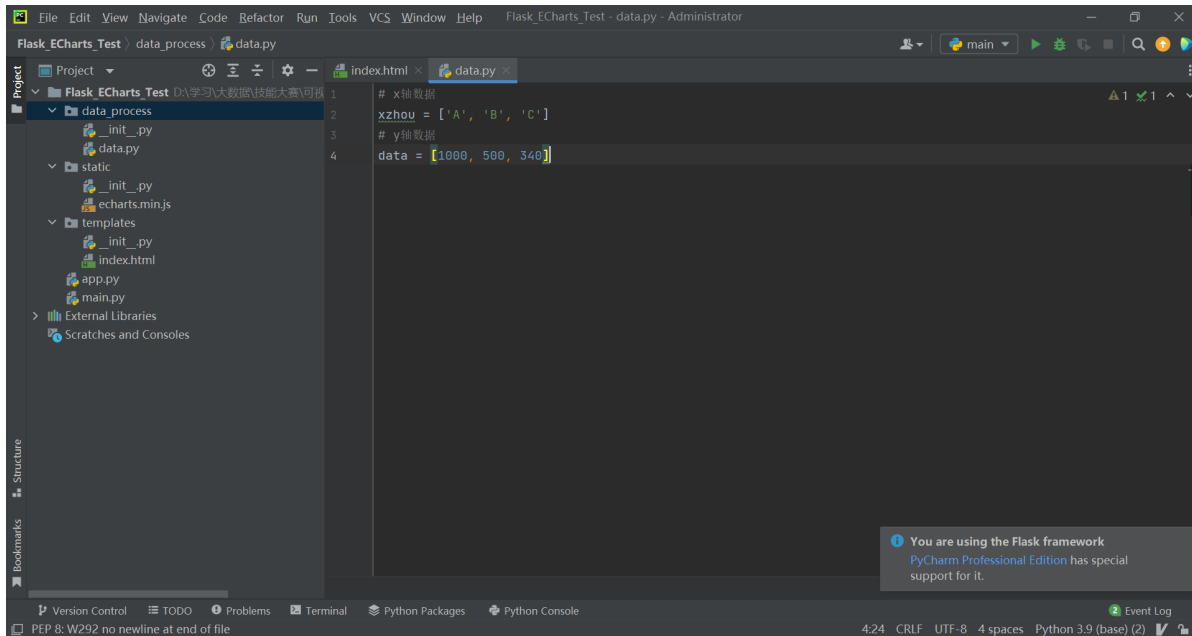 PC File Edit View Navigate Code Refactor Run Tools VCS Window Help Flask_ECharts_Test - data.py - Administrator
Flask_ECharts_Test data_process data.py main
Project index.html data.py
Project
Flask_ECharts_Test D:\学习\大数据\技能大赛\可视
data_process
__init__.py
data.py
static
__init__.py
echarts.min.js
templates
__init__.py
index.html
app.py
main.py
External Libraries
Scratches and Consoles
1 # x轴数据
2 xzhou = ['A', 'B', 'C']
3 # y轴数据
4 data = [1000, 500, 340]
1 1
Structure
Bookmarks
You are using the Flask framework
PyCharm Professional Edition has special
support for it.
Version Control TODO Problems Terminal Python Packages Python Console 2 Event Log
PEP 8: W292 no newline at end of file 4:24 CRLF UTF-8 4 spaces Python 3.9 (base) (2)